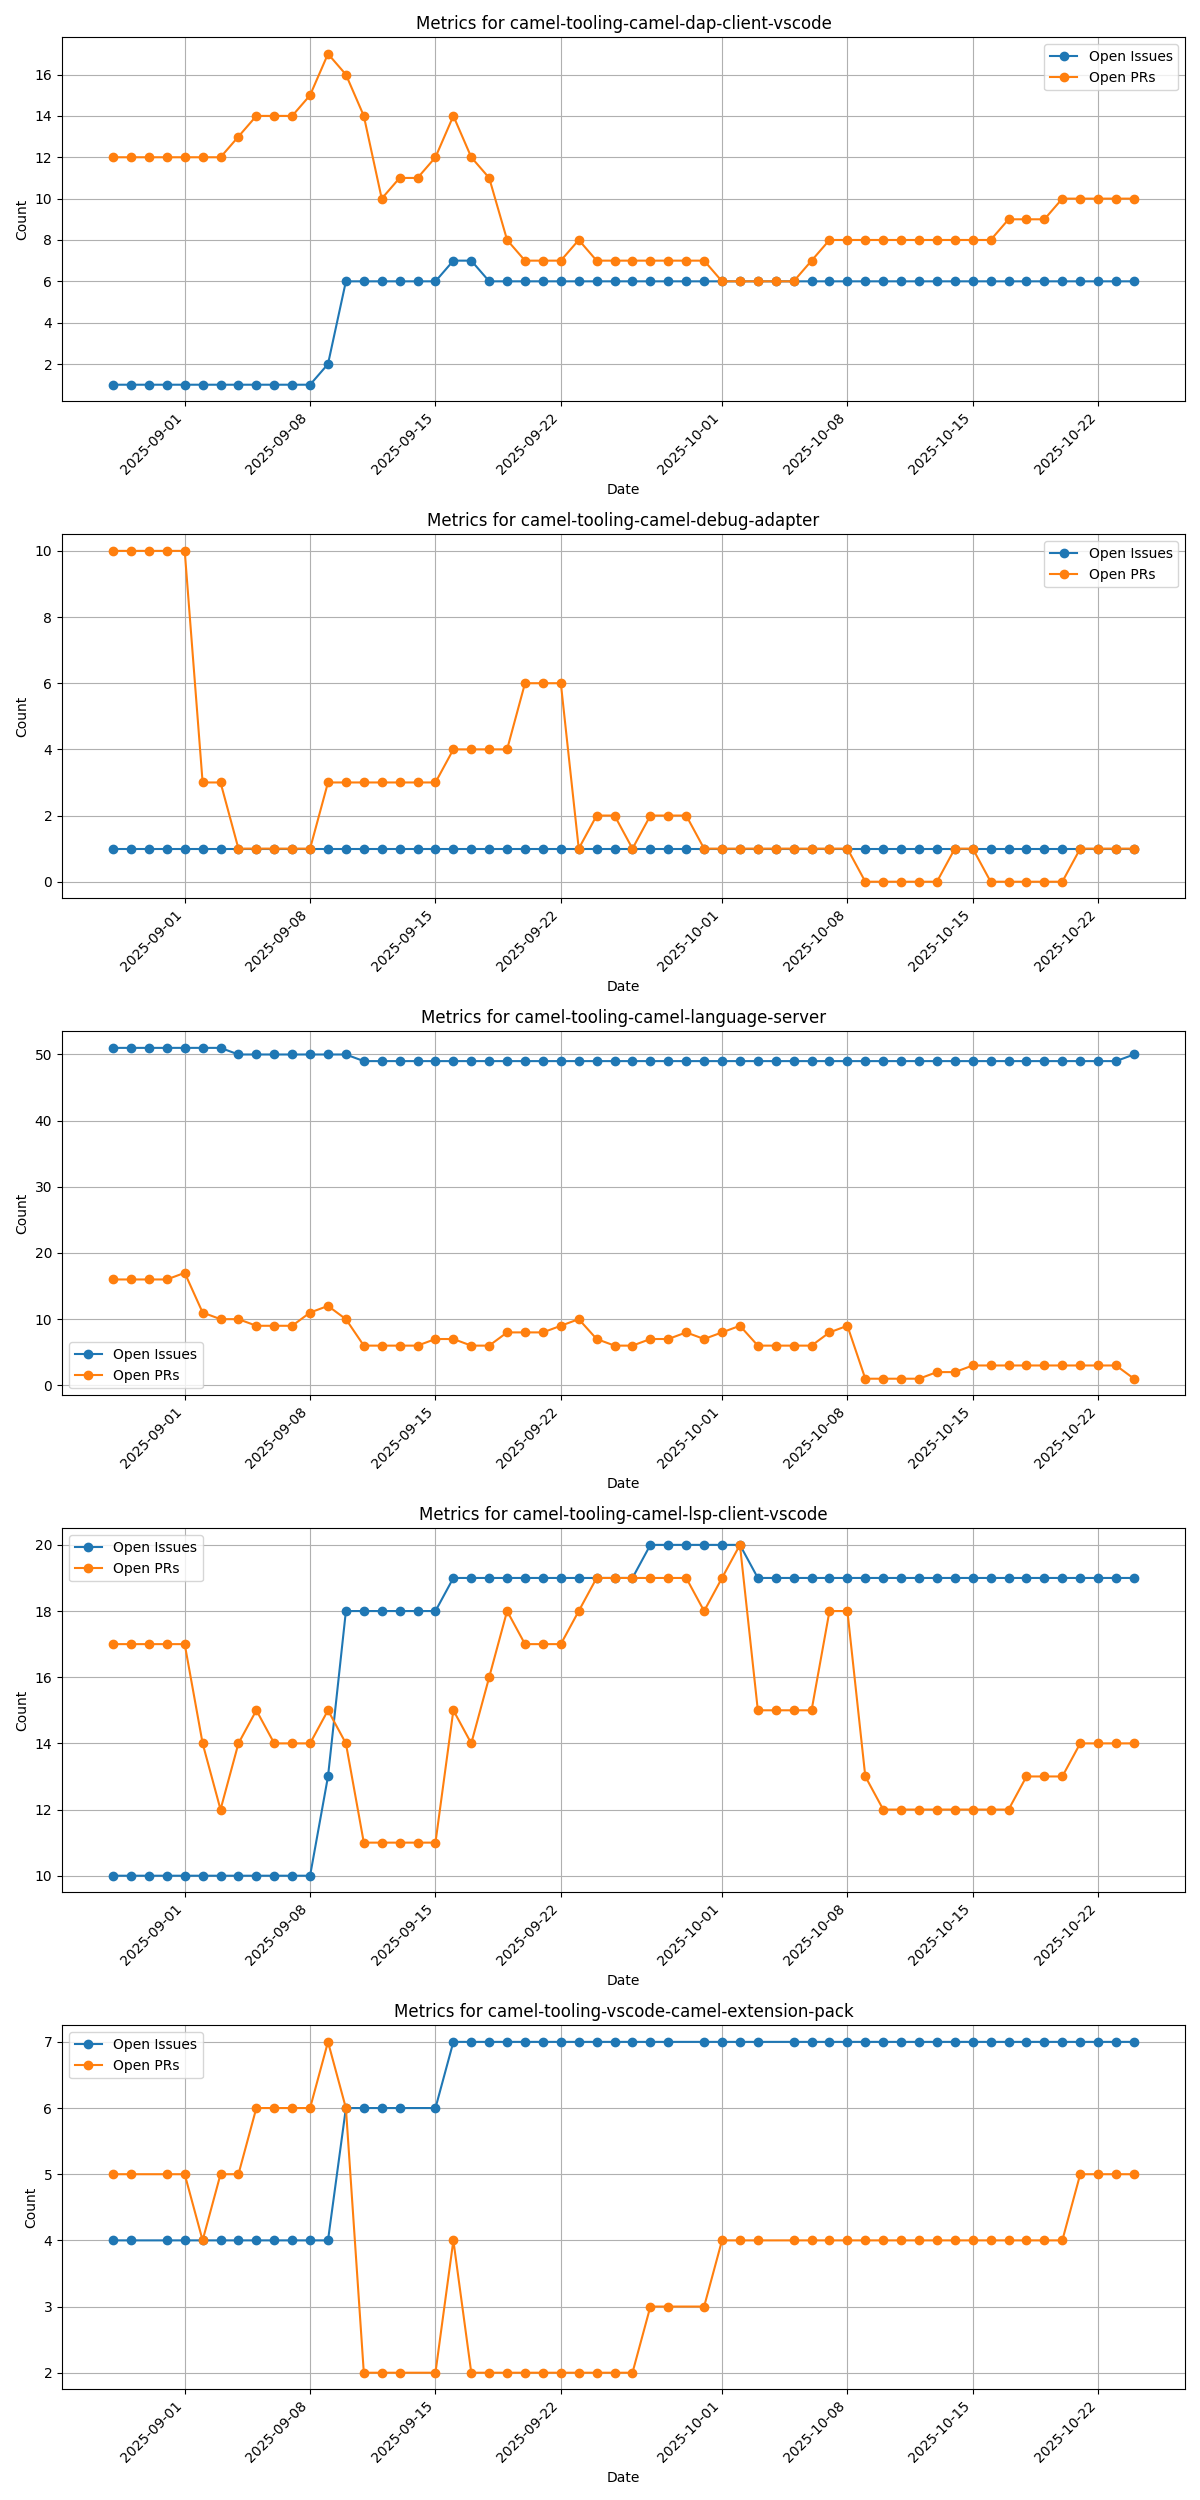 Metrics for camel-tooling-camel-dap-client-vscode
Open Issues
Open PRs
16
14
12
10
8
6
4
2
Count
2025-09-01
2025-09-08
2025-09-15
2025-09-22
2025-10-01
2025-10-08
2025-10-15
2025-10-22
Date
Metrics for camel-tooling-camel-debug-adapter
Open Issues
Open PRs
10
8
6
4
2
0
Count
2025-09-01
2025-09-08
2025-09-15
2025-09-22
2025-10-01
2025-10-08
2025-10-15
2025-10-22
Date
Metrics for camel-tooling-camel-language-server
50
40
30
20
10
0
Count
Open Issues
Open PRs
2025-09-01
2025-09-08
2025-09-15
2025-09-22
2025-10-01
2025-10-08
2025-10-15
2025-10-22
Date
Metrics for camel-tooling-camel-lsp-client-vscode
Open Issues
Open PRs
20
18
16
14
12
10
Count
2025-09-01
2025-09-08
2025-09-15
2025-09-22
2025-10-01
2025-10-08
2025-10-15
2025-10-22
Date
Metrics for camel-tooling-vscode-camel-extension-pack
Open Issues
Open PRs
7
6
5
4
3
2
Count
2025-09-01
2025-09-08
2025-09-15
2025-09-22
2025-10-01
2025-10-08
2025-10-15
2025-10-22
Date